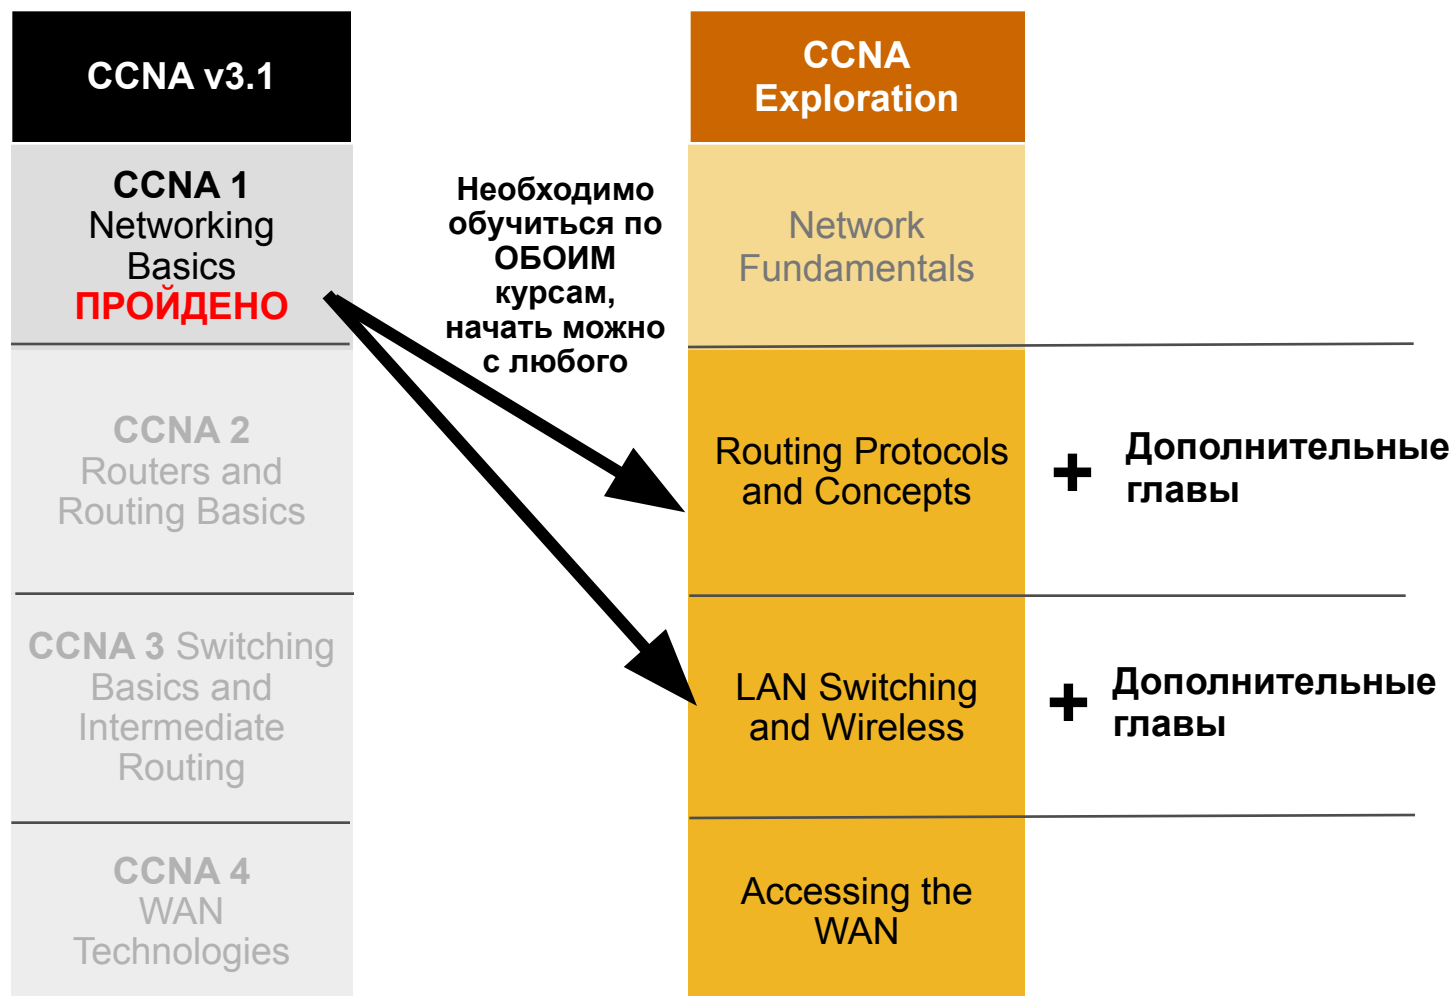 CCNA v3.1
CCNA 1
Networking
Basics
ПРОЙДЕНО
CCNA 2
Routers and
Routing Basics
CCNA 3 Switching
Basics and
Intermediate
Routing
CCNA 4
WAN
Technologies
Необходимо
обучиться по
ОБОИМ
курсам,
начать можно
с любого
CCNA
Exploration
Network
Fundamentals
Routing Protocols
and Concepts
+ Дополнительные
главы
LAN Switching
and Wireless
+ Дополнительные
главы
Accessing the
WAN